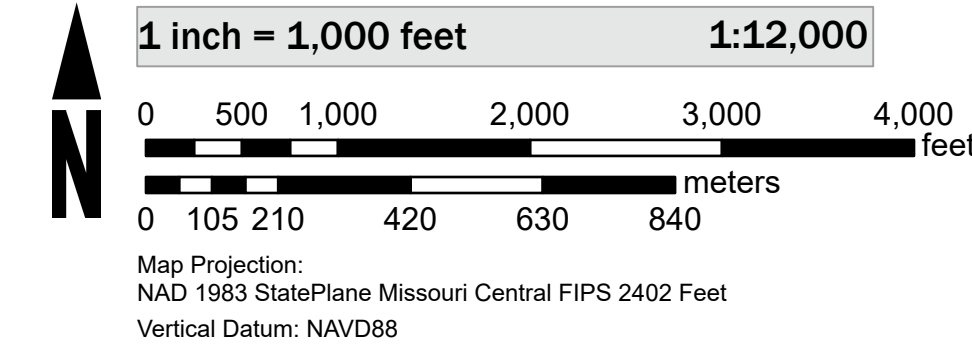 1 inch = 1,000 feet 1:12,000
0 500 1,000 2,000 3,000 4,000
feet
meters
0 105 210 420 630 840
N
Map Projection:
NAD 1983 StatePlane Missouri Central FIPS 2402 Feet
Vertical Datum: NAVD88